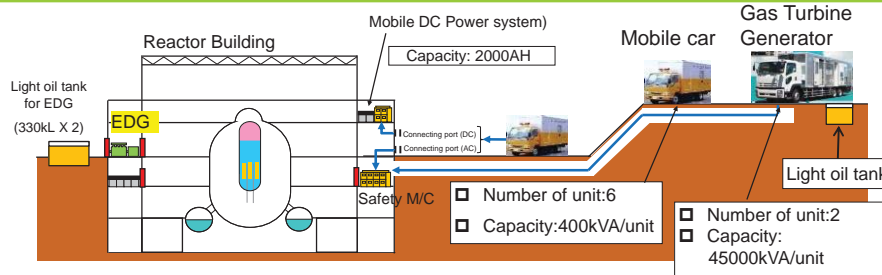 Mobile DC Power system)
Capacity: 2000AH
Reactor Building
Light oil tank
for EDG
(330kL X 2)
EDG
Connecting port (DC)
Connecting port (AC)
Safety M/C
Mobile car
Gas Turbine
Generator
Light oil tank
Number of unit:6
Capacity:400kVA/unit
Number of unit:2
Capacity:
45000kVA/unit